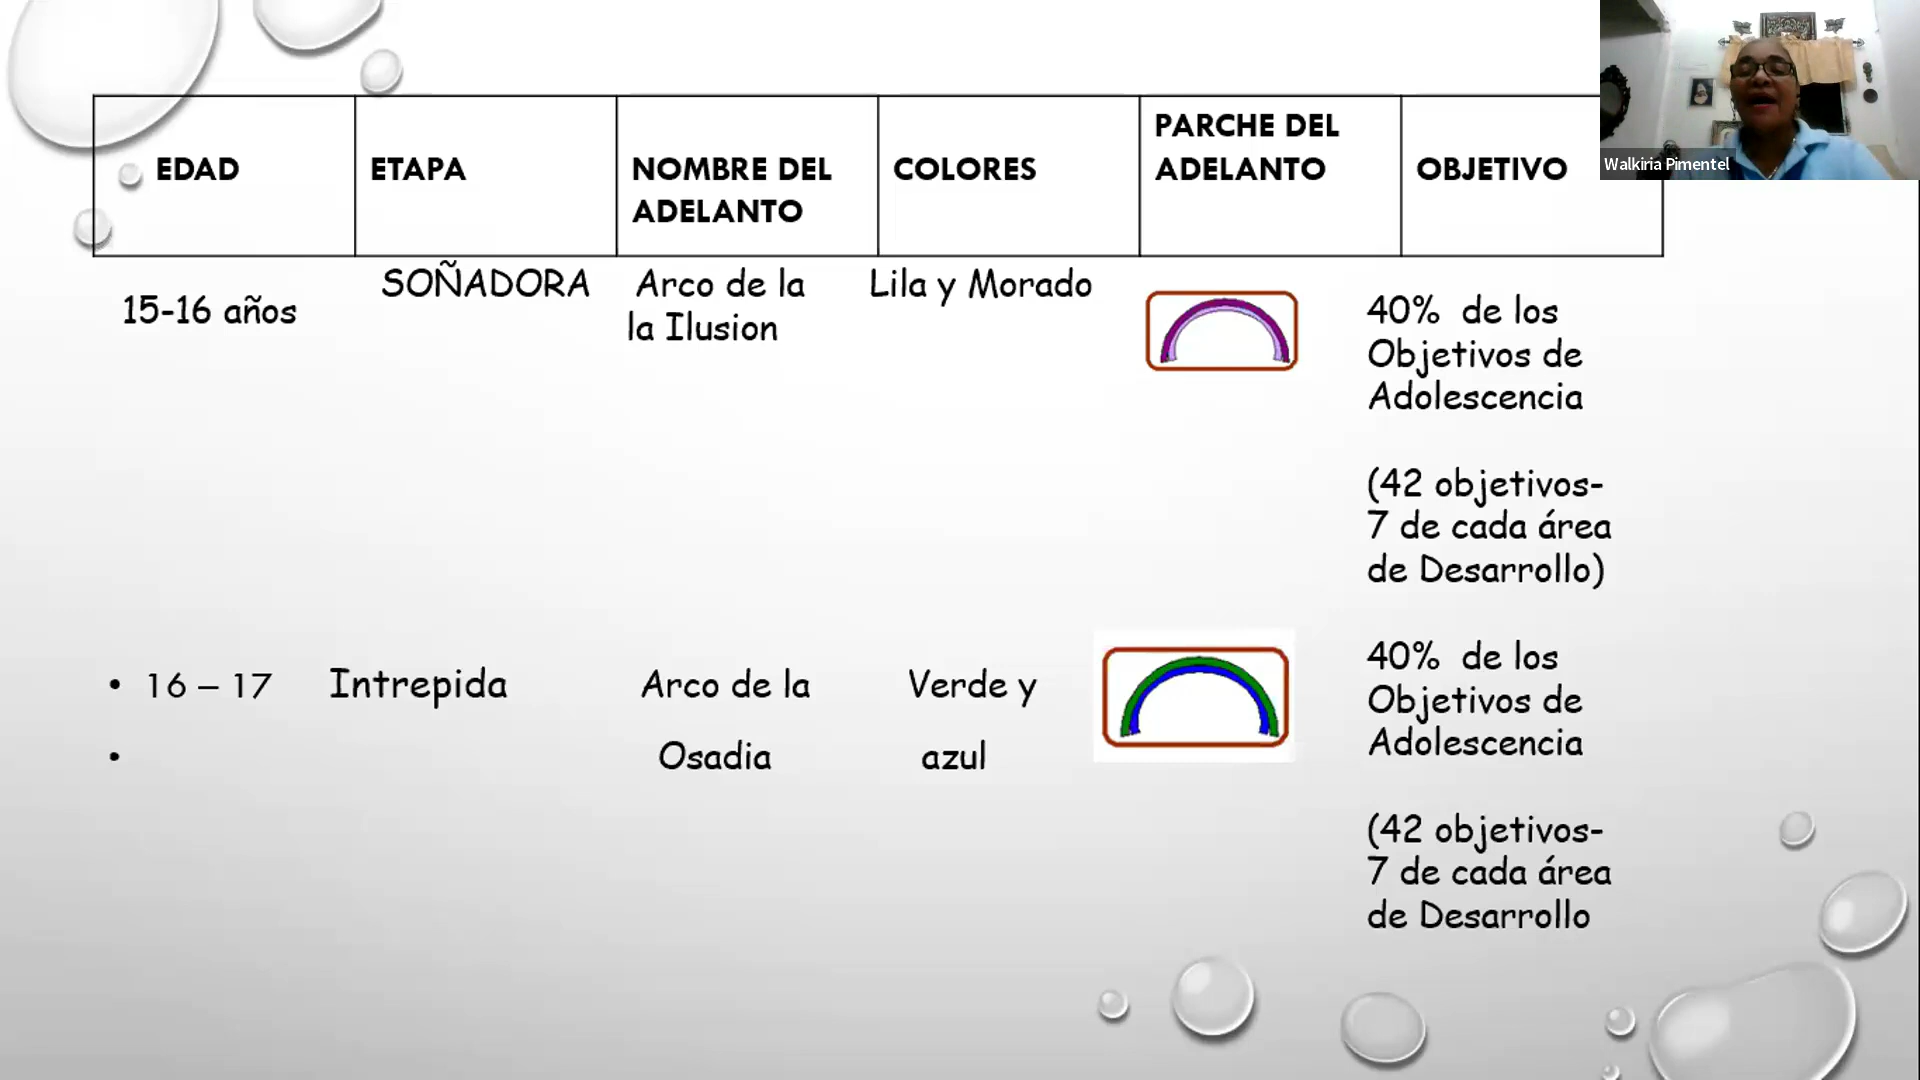 EDAD
ETAPA
NOMBRE DEL
ADELANTO
COLORES
PARCHE DEL
ADELANTO
OBJETIVO
Walkiria Pimentel
15-16 años
SOÑADORA
Arco de la
la Ilusion
Lila y Morado
40% de los
Objetivos de
Adolescencia
(42 objetivos-
7 de cada área
de Desarrollo)
• 16 – 17
Intrepida
Arco de la
Verde y
•
Osadia
azul
40% de los
Objetivos de
Adolescencia
(42 objetivos-
7 de cada área
de Desarrollo